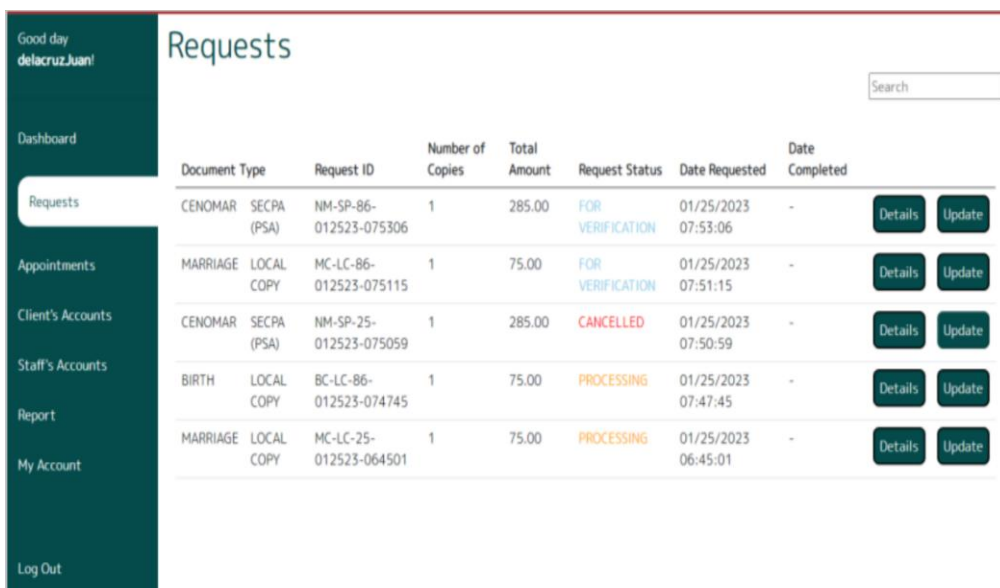 Good day
delacruzJuan!
Dashboard
Requests
Appointments
Client's Accounts
Staff's Accounts
Report
My Account
Log Out
Requests
Search
Document Type Request ID Number of Copies Total Amount Request Status Date Requested Date Completed
CENOMAR SECPA (PSA) NM-SP-86-012523-075306 1 285.00 FOR VERIFICATION 01/25/2023 07:53:06 - Details Update
MARRIAGE LOCAL COPY MC-LC-86-012523-075115 1 75.00 FOR VERIFICATION 01/25/2023 07:51:15 - Details Update
CENOMAR SECPA (PSA) NM-SP-25-012523-075059 1 285.00 CANCELLED 01/25/2023 07:50:59 - Details Update
BIRTH LOCAL COPY BC-LC-86-012523-074745 1 75.00 PROCESSING 01/25/2023 07:47:45 - Details Update
MARRIAGE LOCAL COPY MC-LC-25-012523-064501 1 75.00 PROCESSING 01/25/2023 06:45:01 - Details Update